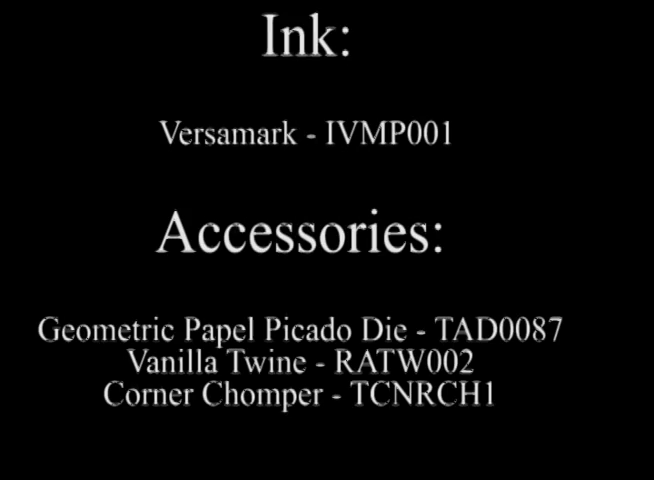 Ink:
Versamark - IVMP001
Accessories:
Geometric Papel Picado Die - TAD0087
Vanilla Twine - RATW002
Corner Chomper - TCNRCH1